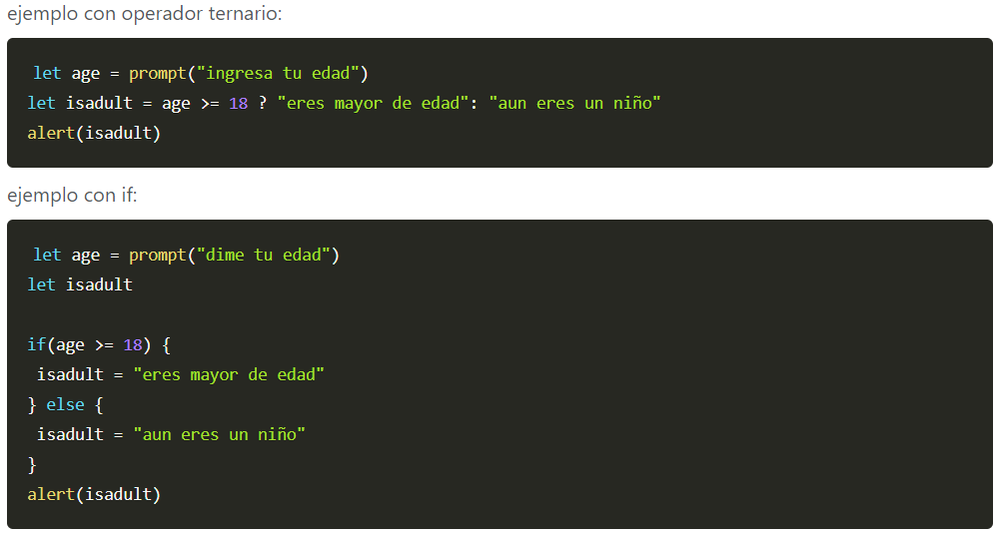 ejemplo con operador ternario:
let age = prompt("ingresa tu edad")
let isadult = age >= 18 ? "eres mayor de edad": "aun eres un niño"
alert(isadult)
ejemplo con if:
let age = prompt("dime tu edad")
let isadult
if(age >= 18) {
isadult = "eres mayor de edad"
} else {
isadult = "aun eres un niño"
}
alert(isadult)